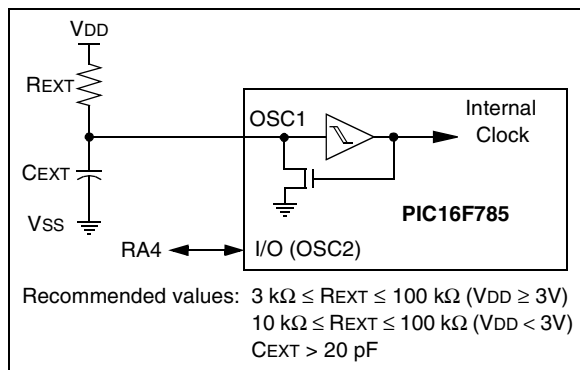 VDD
REXT
OSC1
Internal
Clock
CEXT
PIC16F785
VSS
RA4
I/O (OSC2)
Recommended values: 3 kΩ ≤ REXT ≤ 100 kΩ (VDD ≥ 3V)
10 kΩ ≤ REXT ≤ 100 kΩ (VDD < 3V)
CEXT > 20 pF